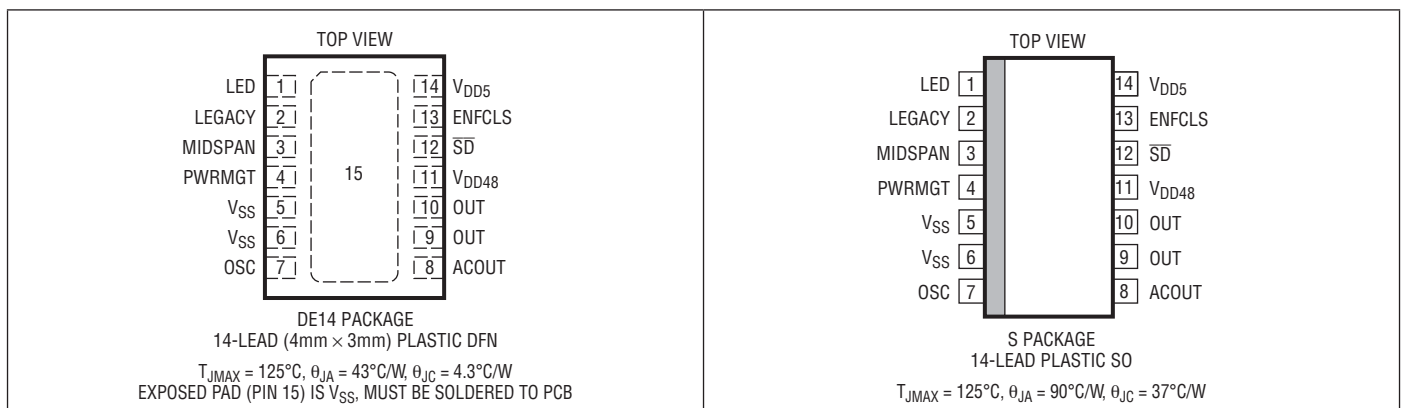 TOP VIEW
LED 1
LEGACY 2
MIDSPAN 3
PWRMGT 4
VSS 5
VSS 6
OSC 7
15
14 VDD5
13 ENFCLS
12 S̅D̅
11 VDD48
10 OUT
9 OUT
8 ACOUT
DE14 PACKAGE
14-LEAD (4mm × 3mm) PLASTIC DFN
TJMAX = 125°C, θJA = 43°C/W, θJC = 4.3°C/W
EXPOSED PAD (PIN 15) IS VSS, MUST BE SOLDERED TO PCB
TOP VIEW
LED 1
LEGACY 2
MIDSPAN 3
PWRMGT 4
VSS 5
VSS 6
OSC 7
14 VDD5
13 ENFCLS
12 S̅D̅
11 VDD48
10 OUT
9 OUT
8 ACOUT
S PACKAGE
14-LEAD PLASTIC SO
TJMAX = 125°C, θJA = 90°C/W, θJC = 37°C/W